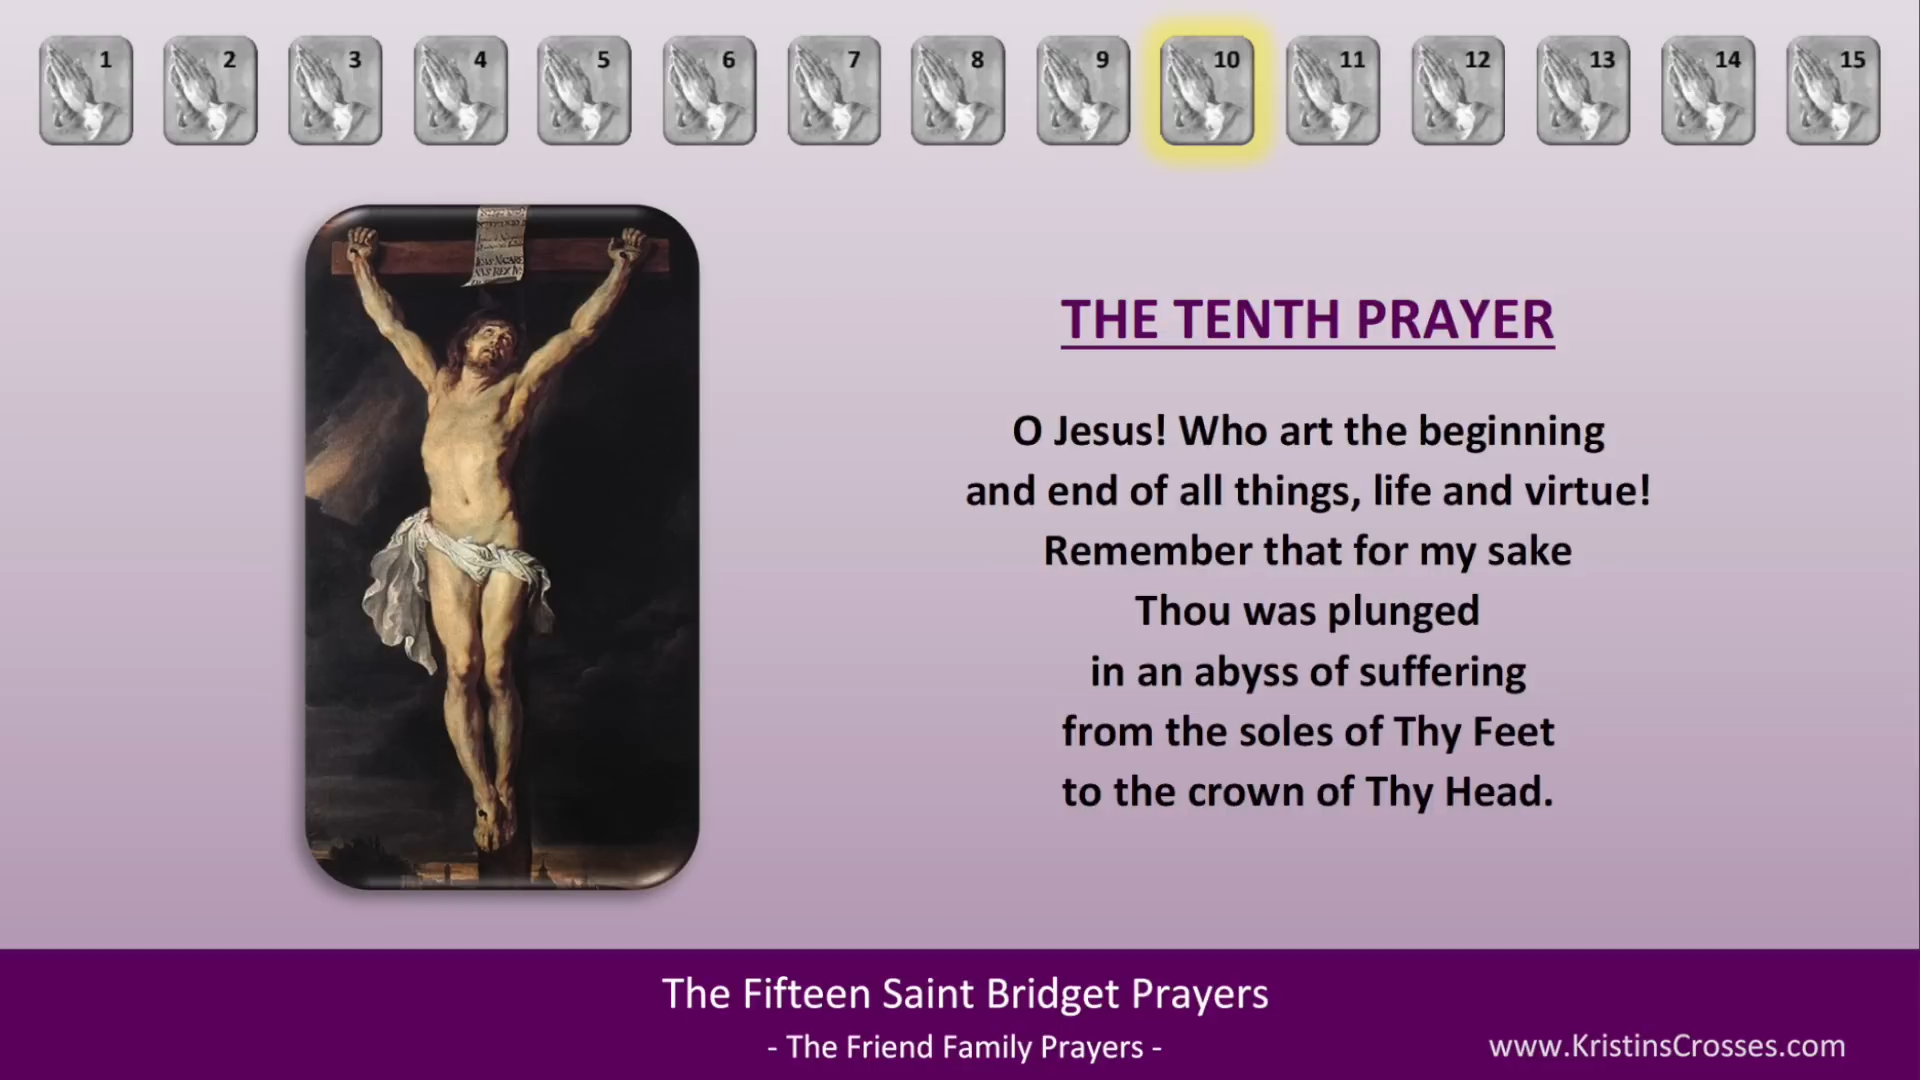 1 2 3 4 5 6 7 8 9 10 11 12 13 14 15
THE TENTH PRAYER
O Jesus! Who art the beginning
and end of all things, life and virtue!
Remember that for my sake
Thou was plunged
in an abyss of suffering
from the soles of Thy Feet
to the crown of Thy Head.
The Fifteen Saint Bridget Prayers
- The Friend Family Prayers -
www.KristinsCrosses.com